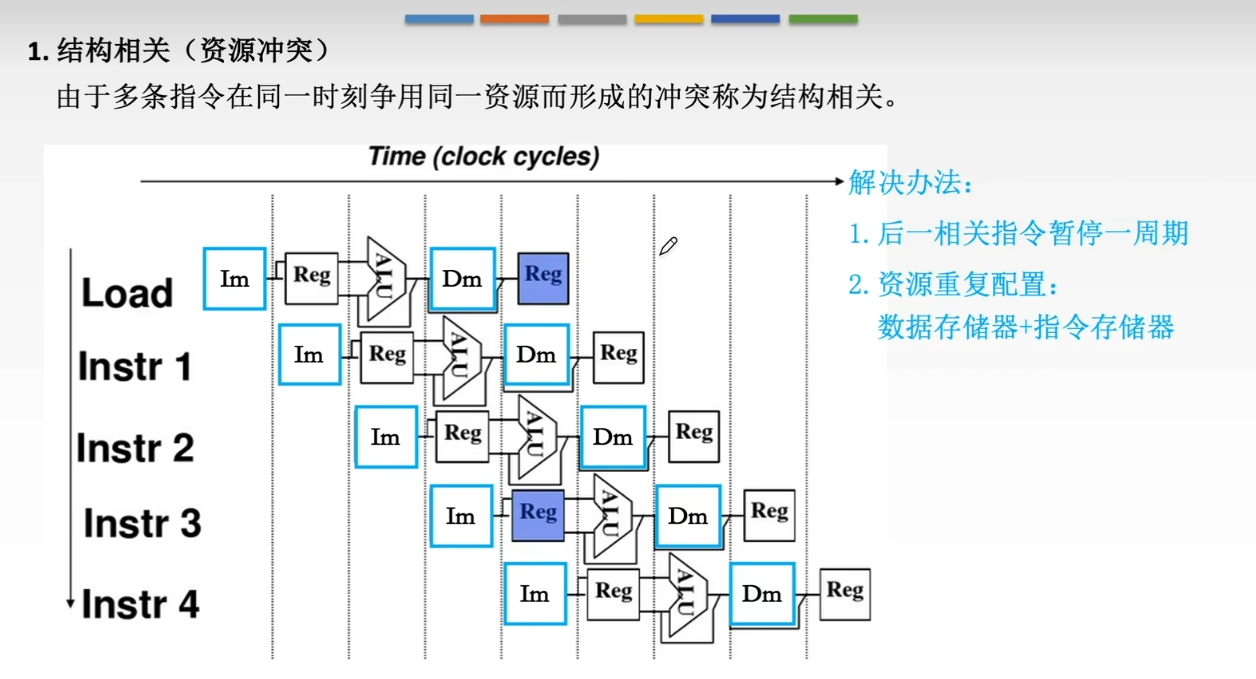 1. 结构相关（资源冲突）
由于多条指令在同一时刻争用同一资源而形成的冲突称为结构相关。
Time (clock cycles)
解决办法：
1. 后一相关指令暂停一周期
2. 资源重复配置：
数据存储器+指令存储器
Load Im Reg ALU Dm Reg
Instr 1 Im Reg ALU Dm Reg
Instr 2 Im Reg ALU Dm Reg
Instr 3 Im Reg ALU Dm Reg
Instr 4 Im Reg ALU Dm Reg